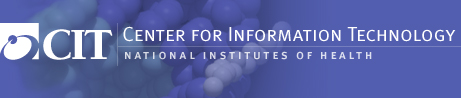 CIT CENTER FOR INFORMATION TECHNOLOGY
NATIONAL INSTITUTES OF HEALTH